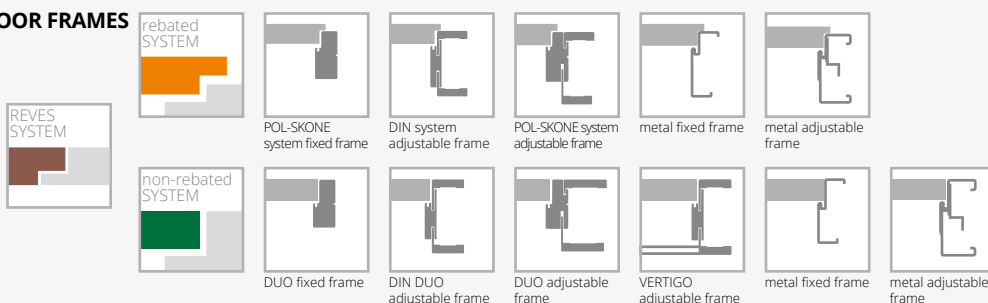 OOR FRAMES
rebated
SYSTEM
POL-SKONE
system fixed frame
DIN system
adjustable frame
POL-SKONE system
adjustable frame
metal fixed frame
metal adjustable
frame
REVES
SYSTEM
non-rebated
SYSTEM
DUO fixed frame
DIN DUO
adjustable frame
DUO adjustable
frame
VERTIGO
adjustable frame
metal fixed frame
metal adjustable
frame